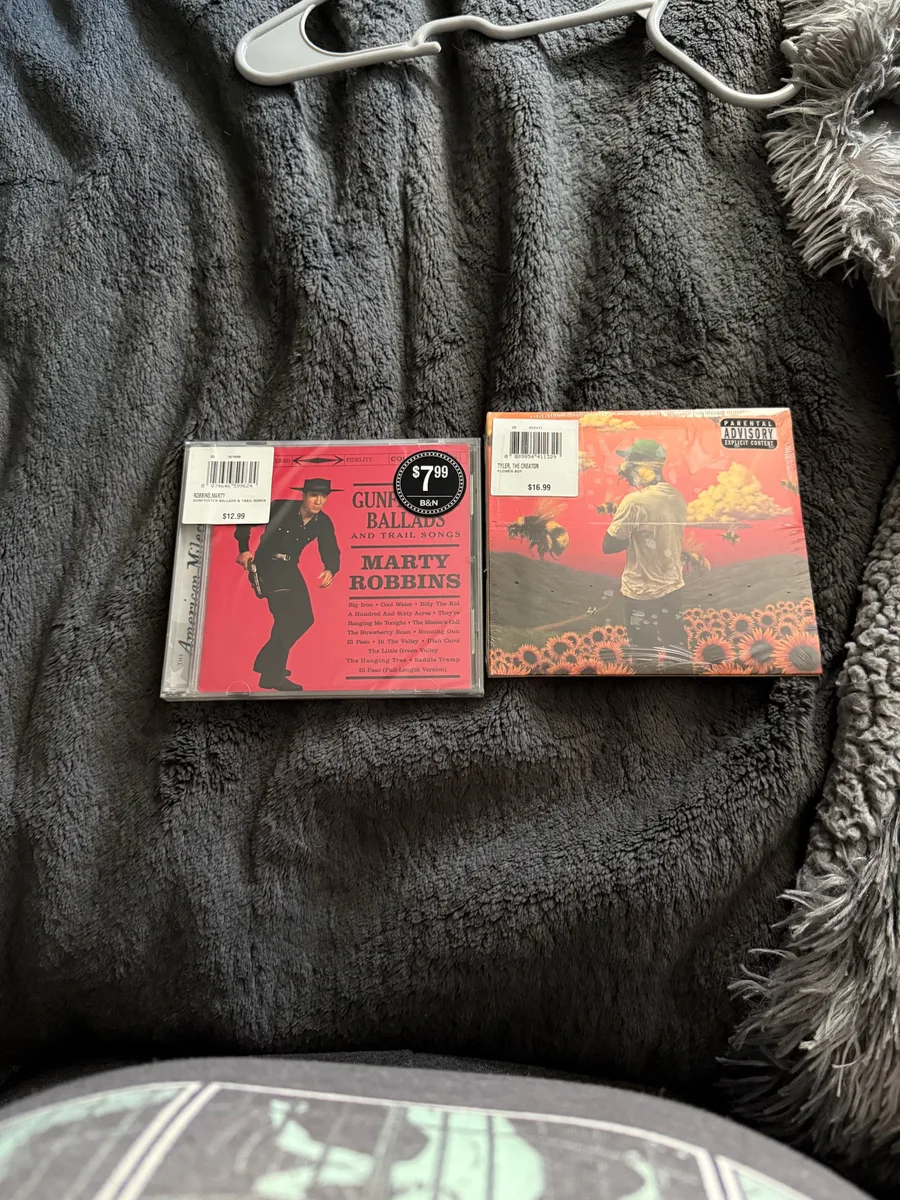 0 07464 59624
ROBBINS,MARTY
GUNFIGHTER BALLADS & TRAIL SONGS
$12.99
FIDELITY
$7.99
B&N
BALLADS
AND TRAIL SONGS
MARTY
ROBBINS
Big Iron • Cool Water • Billy The Kid
A Hundred And Sixty Acres • They're
Hanging Me Tonight • The Master's Call
The Strawberry Roan • Running Gun
El Paso • In The Valley • Utah Carol
The Little Green Valley
The Hanging Tree • Saddle Tramp
El Paso (Full-Length Version)
American
TYLER, THE CREATOR
FLOWER BOY
$16.99
PARENTAL
ADVISORY
EXPLICIT CONTENT